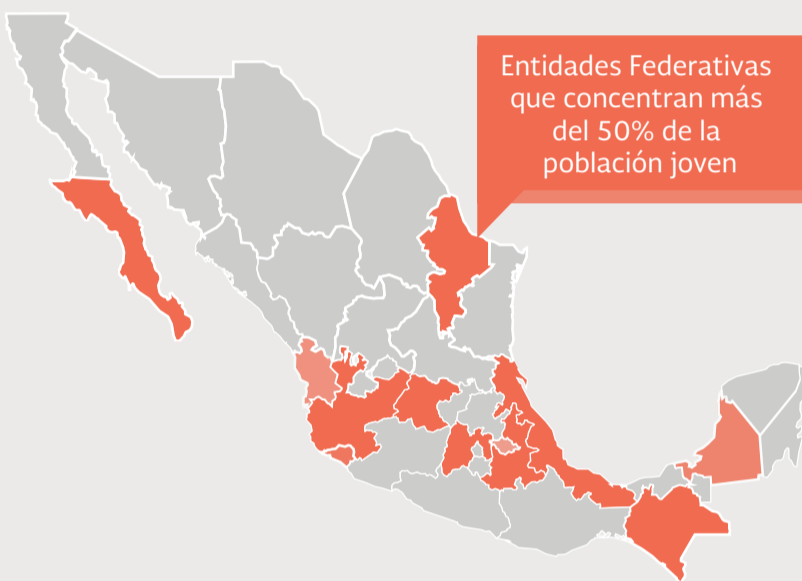 Entidades Federativas
que concentran más
del 50% de la
población joven